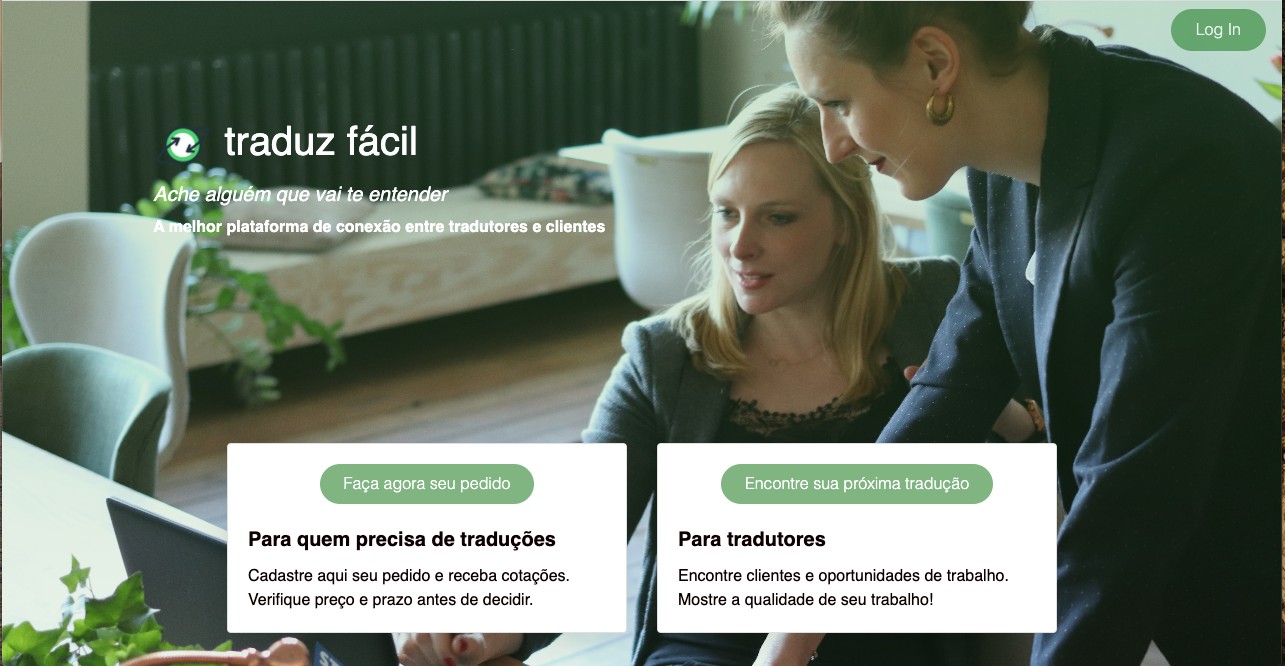 Log In
traduz fácil
Ache alguém que vai te entender
A melhor plataforma de conexão entre tradutores e clientes
Faça agora seu pedido
Para quem precisa de traduções
Cadastre aqui seu pedido e receba cotações.
Verifique preço e prazo antes de decidir.
Encontre sua próxima tradução
Para tradutores
Encontre clientes e oportunidades de trabalho.
Mostre a qualidade de seu trabalho!